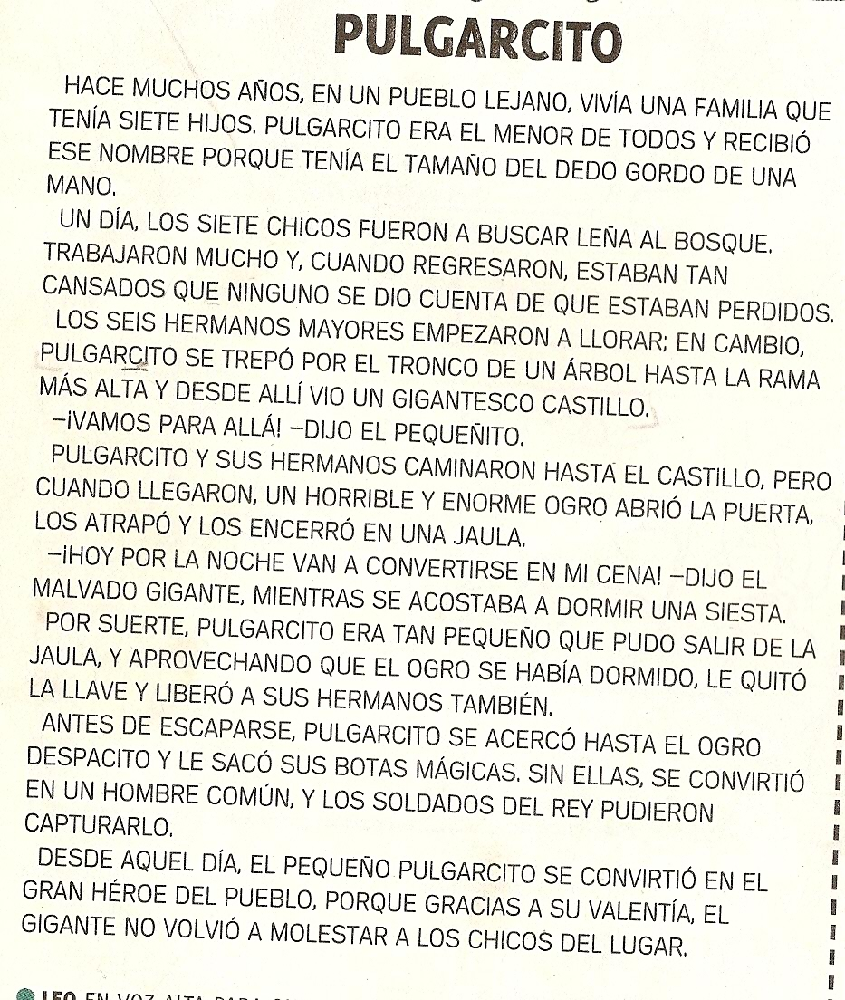 PULGARCITO
HACE MUCHOS AÑOS, EN UN PUEBLO LEJANO, VIVÍA UNA FAMILIA QUE
TENÍA SIETE HIJOS. PULGARCITO ERA EL MENOR DE TODOS Y RECIBIÓ
ESE NOMBRE PORQUE TENÍA EL TAMAÑO DEL DEDO GORDO DE UNA
MANO.
UN DÍA, LOS SIETE CHICOS FUERON A BUSCAR LEÑA AL BOSQUE.
TRABAJARON MUCHO Y, CUANDO REGRESARON, ESTABAN TAN
CANSADOS QUE NINGUNO SE DIO CUENTA DE QUE ESTABAN PERDIDOS.
LOS SEIS HERMANOS MAYORES EMPEZARON A LLORAR; EN CAMBIO,
PULGARCITO SE TREPÓ POR EL TRONCO DE UN ÁRBOL HASTA LA RAMA
MÁS ALTA Y DESDE ALLÍ VIO UN GIGANTESCO CASTILLO.
–¡VAMOS PARA ALLÁ! –DIJO EL PEQUEÑITO.
PULGARCITO Y SUS HERMANOS CAMINARON HASTA EL CASTILLO, PERO
CUANDO LLEGARON, UN HORRIBLE Y ENORME OGRO ABRIÓ LA PUERTA,
LOS ATRAPÓ Y LOS ENCERRÓ EN UNA JAULA.
–¡HOY POR LA NOCHE VAN A CONVERTIRSE EN MI CENA! –DIJO EL
MALVADO GIGANTE, MIENTRAS SE ACOSTABA A DORMIR UNA SIESTA.
POR SUERTE, PULGARCITO ERA TAN PEQUEÑO QUE PUDO SALIR DE LA
JAULA, Y APROVECHANDO QUE EL OGRO SE HABÍA DORMIDO, LE QUITÓ
LA LLAVE Y LIBERÓ A SUS HERMANOS TAMBIÉN.
ANTES DE ESCAPARSE, PULGARCITO SE ACERCÓ HASTA EL OGRO
DESPACITO Y LE SACÓ SUS BOTAS MÁGICAS. SIN ELLAS, SE CONVIRTIÓ
EN UN HOMBRE COMÚN, Y LOS SOLDADOS DEL REY PUDIERON
CAPTURARLO.
DESDE AQUEL DÍA, EL PEQUEÑO PULGARCITO SE CONVIRTIÓ EN EL
GRAN HÉROE DEL PUEBLO, PORQUE GRACIAS A SU VALENTÍA, EL
GIGANTE NO VOLVIÓ A MOLESTAR A LOS CHICOS DEL LUGAR.
LEO EN VOZ ALTA PARA